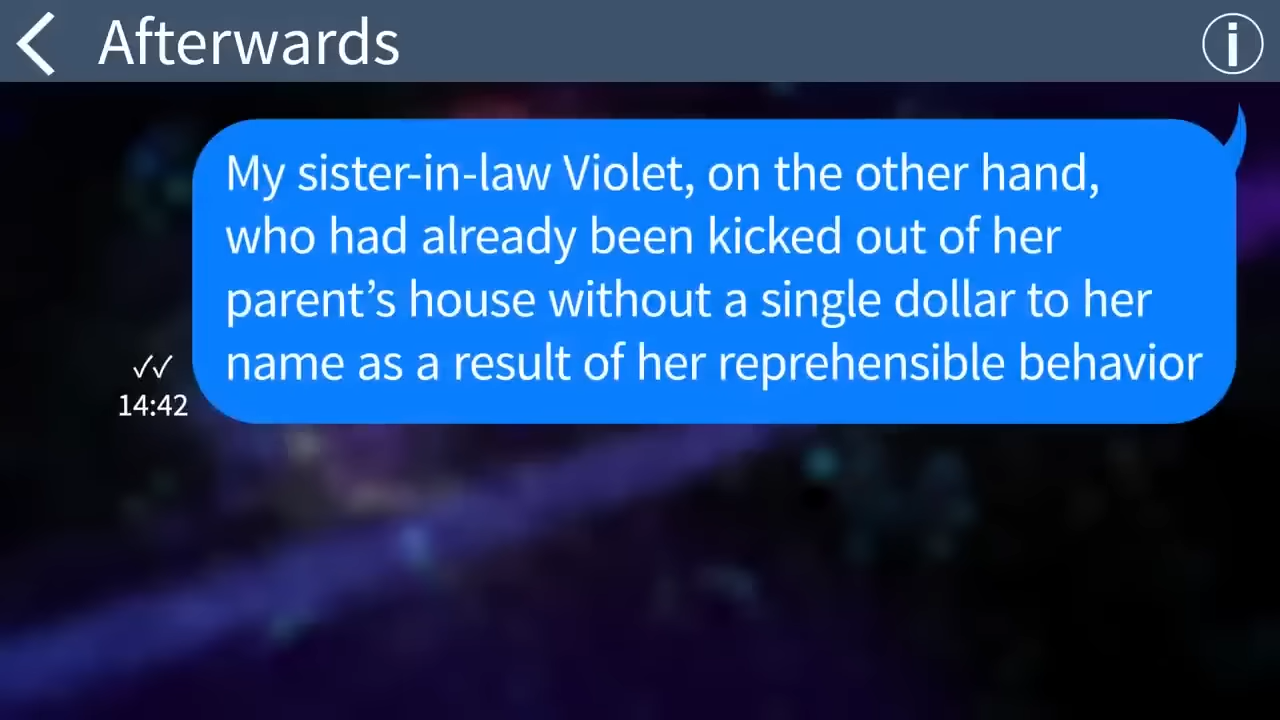 Afterwards
My sister-in-law Violet, on the other hand,
who had already been kicked out of her
parent’s house without a single dollar to her
name as a result of her reprehensible behavior
14:42